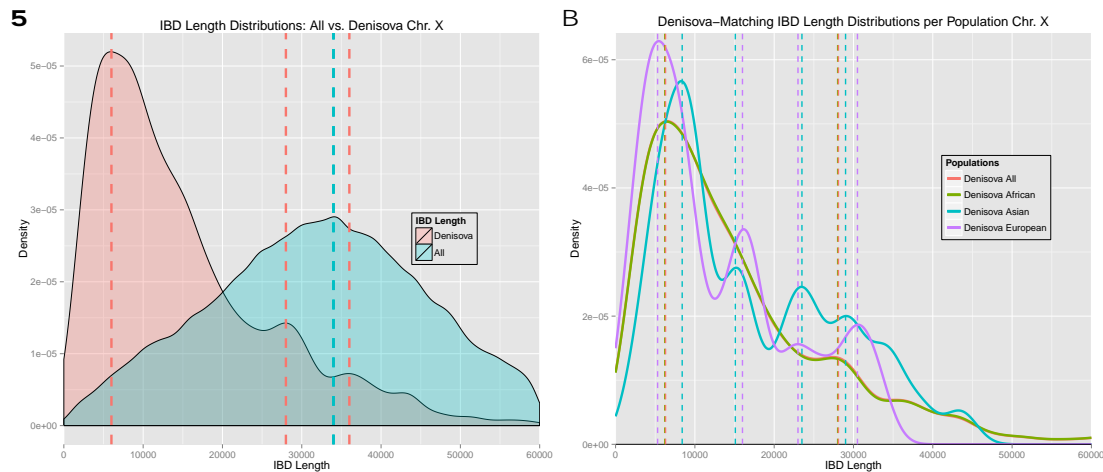 5
IBD Length Distributions: All vs. Denisova Chr. X
5e−05
4e−05
3e−05
2e−05
1e−05
0e+00
Density
0 10000 20000 30000 40000 50000 60000
IBD Length
IBD Length
Denisova
All
B
Denisova−Matching IBD Length Distributions per Population Chr. X
6e−05
4e−05
2e−05
0e+00
Density
0 10000 20000 30000 40000 50000 60000
IBD Length
Populations
Denisova All
Denisova African
Denisova Asian
Denisova European